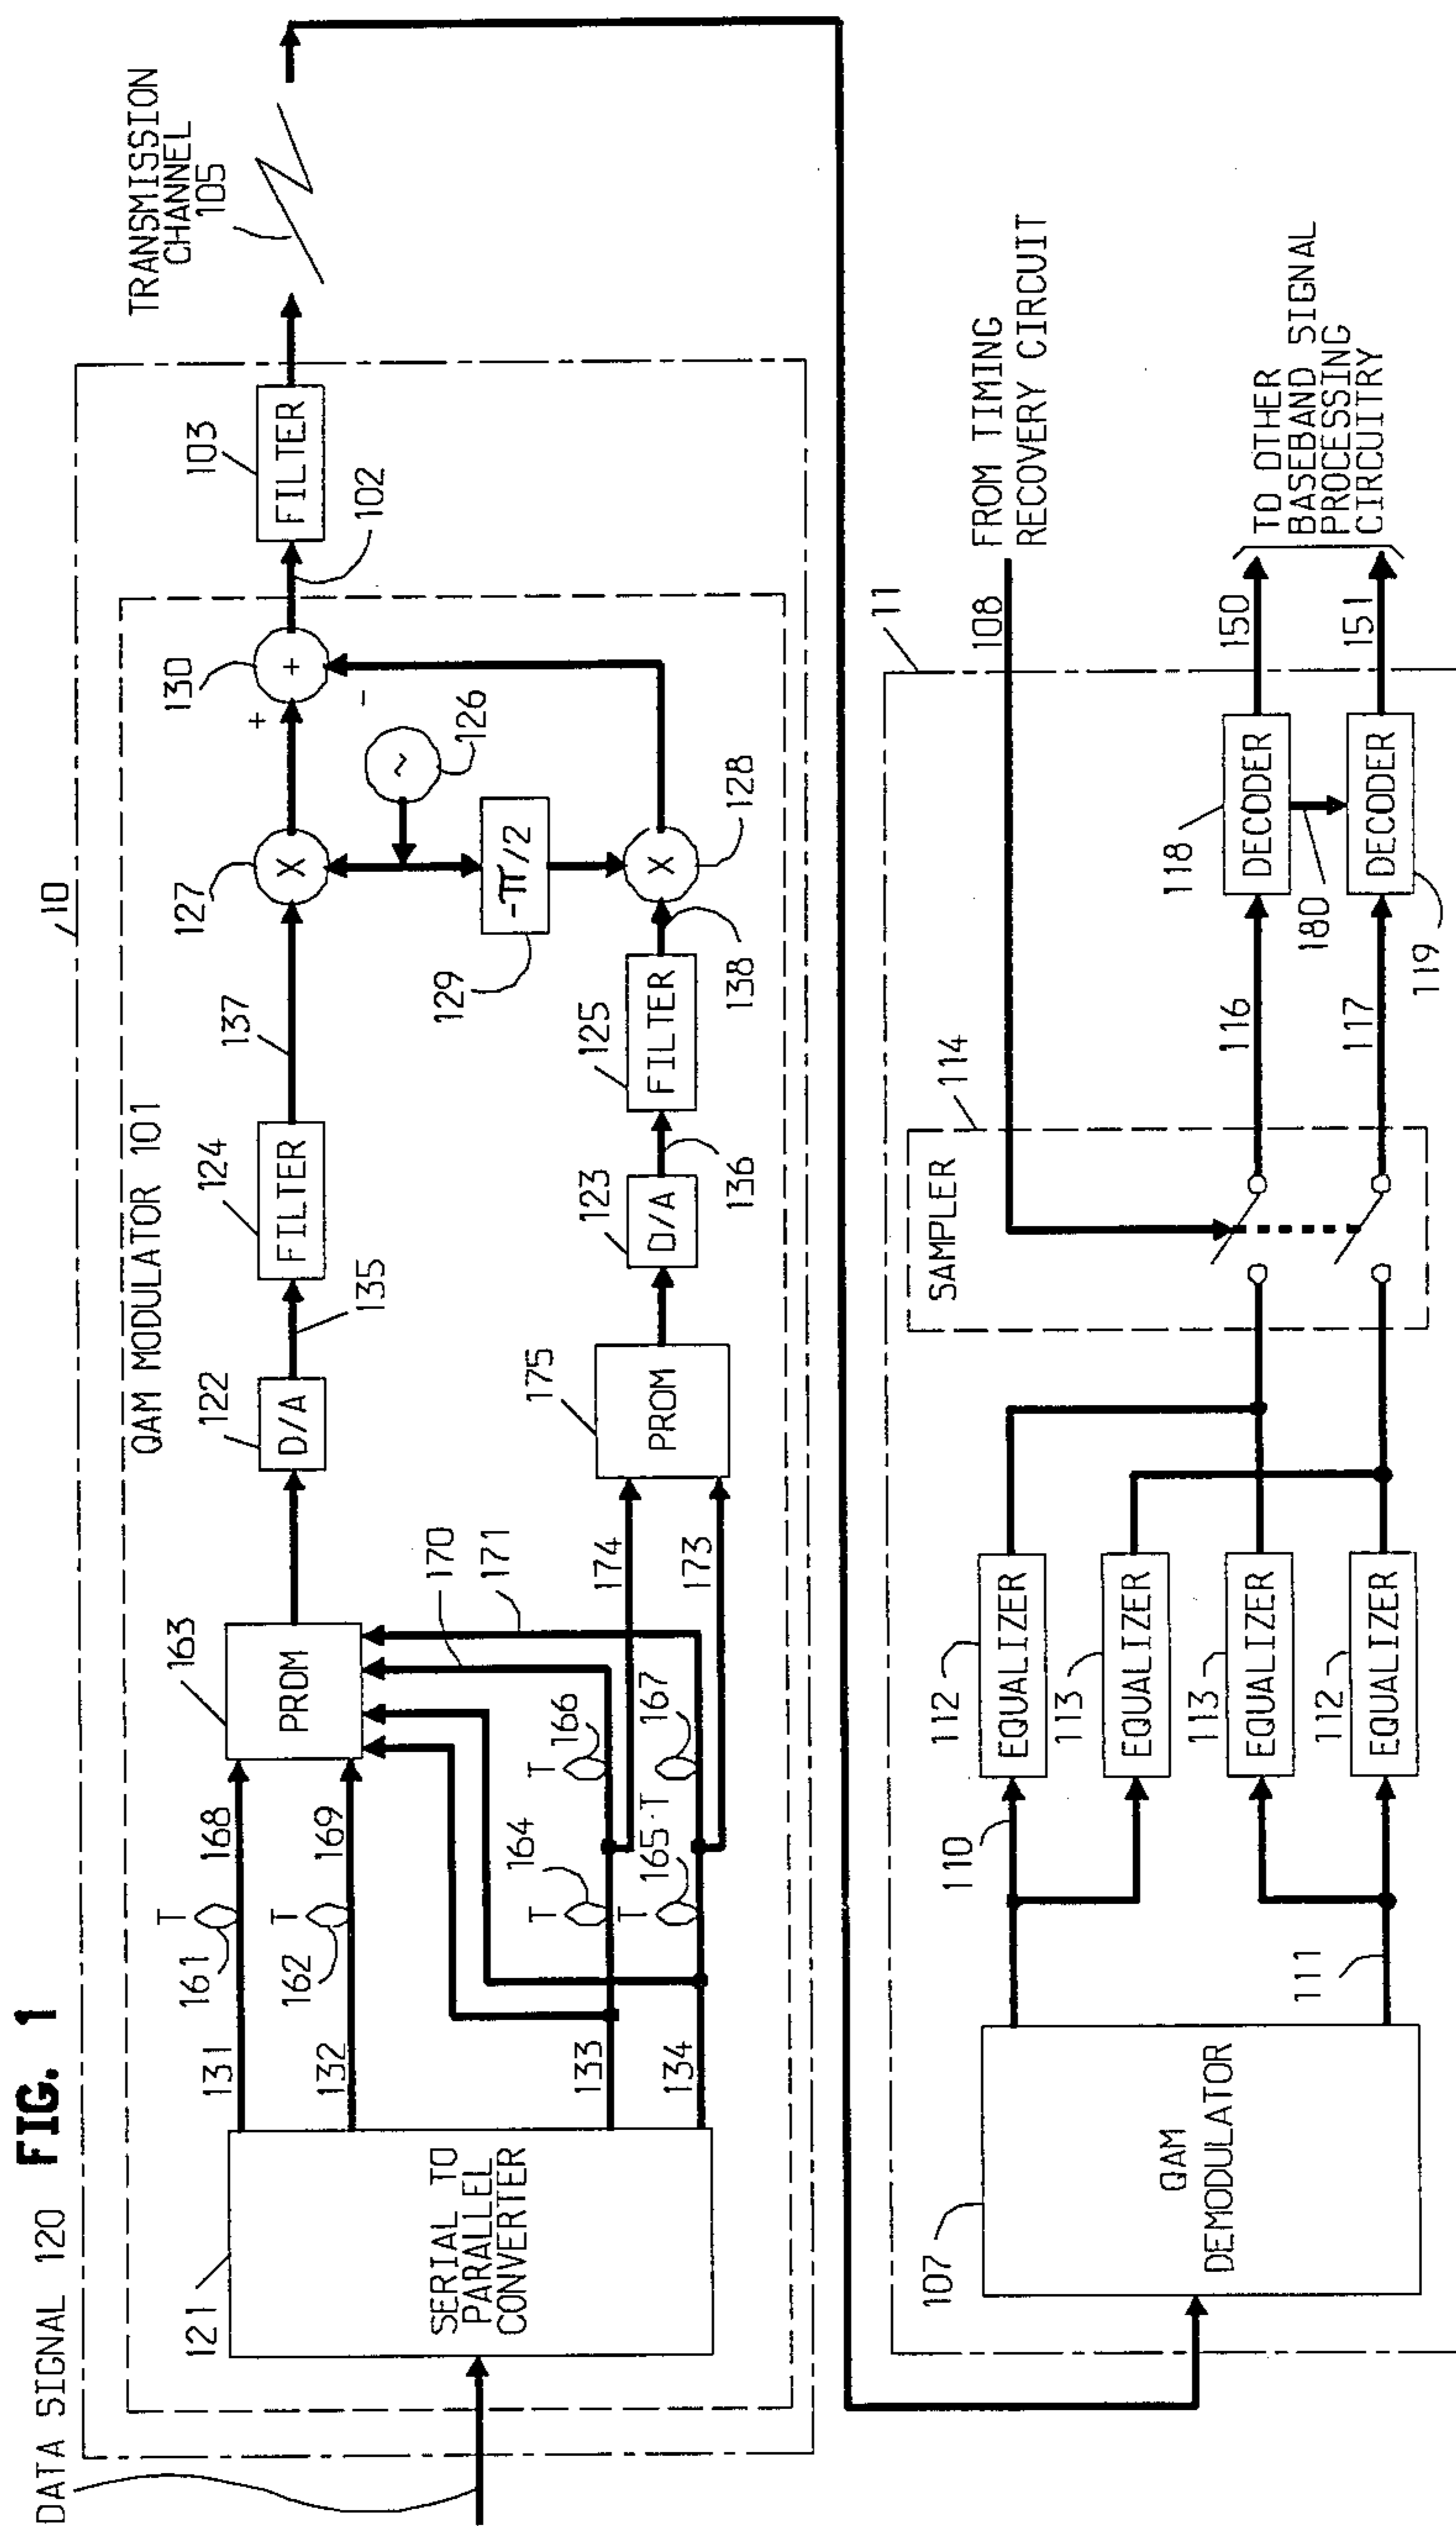 FIG. 1
DATA SIGNAL 120
10
QAM MODULATOR 101
121
SERIAL TO
PARALLEL
CONVERTER
131
132
133
134
T
161
T
162
168
169
T
164
T
165
T
166
T
167
163
PROM
170
171
174
173
175
PROM
122
D/A
135
124
FILTER
137
123
D/A
136
125
FILTER
138
127
X
126
~
129
-π/2
128
X
130
+
+
-
102
103
FILTER
TRANSMISSION
CHANNEL
105
11
107
QAM
DEMODULATOR
110
111
112
EQUALIZER
113
EQUALIZER
113
EQUALIZER
112
EQUALIZER
SAMPLER
114
108
FROM TIMING
RECOVERY CIRCUIT
116
117
118
DECODER
180
119
DECODER
150
151
TO OTHER
BASEBAND SIGNAL
PROCESSING
CIRCUITRY